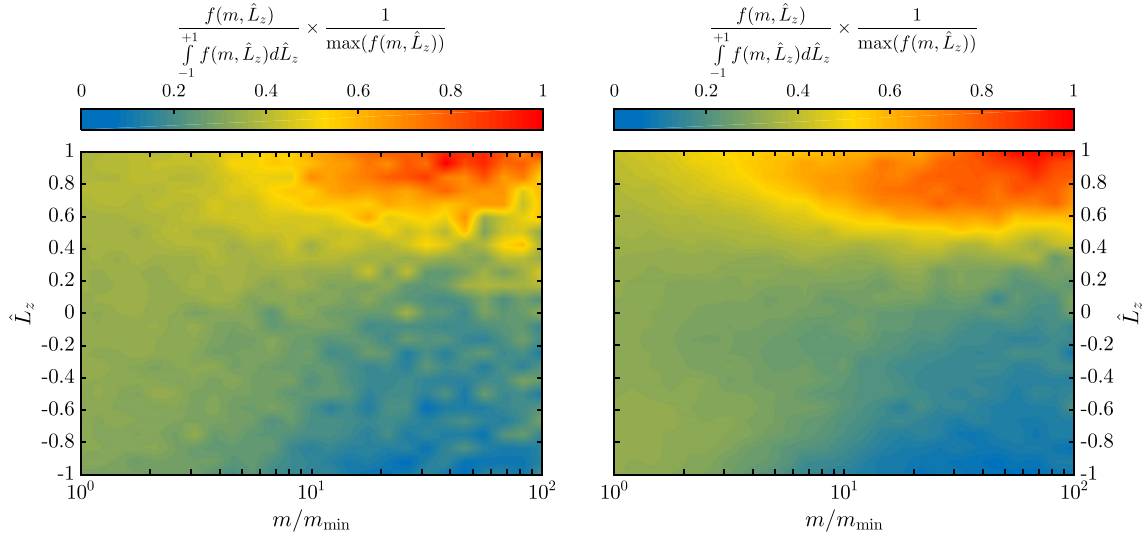 f(m, L̂_z) / ∫_{-1}^{+1} f(m, L̂_z)dL̂_z × 1 / max(f(m, L̂_z))
0 0.2 0.4 0.6 0.8 1
1
0.8
0.6
0.4
0.2
0
-0.2
-0.4
-0.6
-0.8
-1
L̂_z
10^0 10^1 10^2
m/m_min
f(m, L̂_z) / ∫_{-1}^{+1} f(m, L̂_z)dL̂_z × 1 / max(f(m, L̂_z))
0 0.2 0.4 0.6 0.8 1
1
0.8
0.6
0.4
0.2
0
-0.2
-0.4
-0.6
-0.8
-1
L̂_z
10^0 10^1 10^2
m/m_min